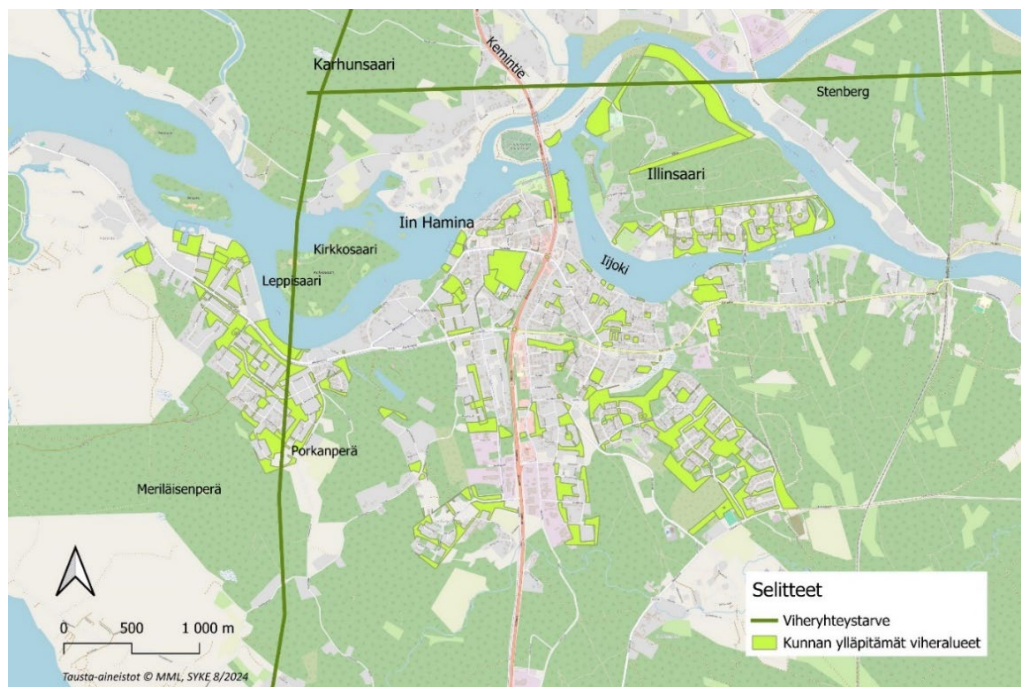 Karhunsaari
Kemintie
Stenberg
Illinsaari
Iin Hamina
Kirkkosaari
Iijoki
Leppisaari
Porkanperä
Meriläisenperä
Selitteet
Viheryhteystarve
Kunnan ylläpitämät viheralueet
0 500 1 000 m
Tausta-aineistot © MML, SYKE 8/2024